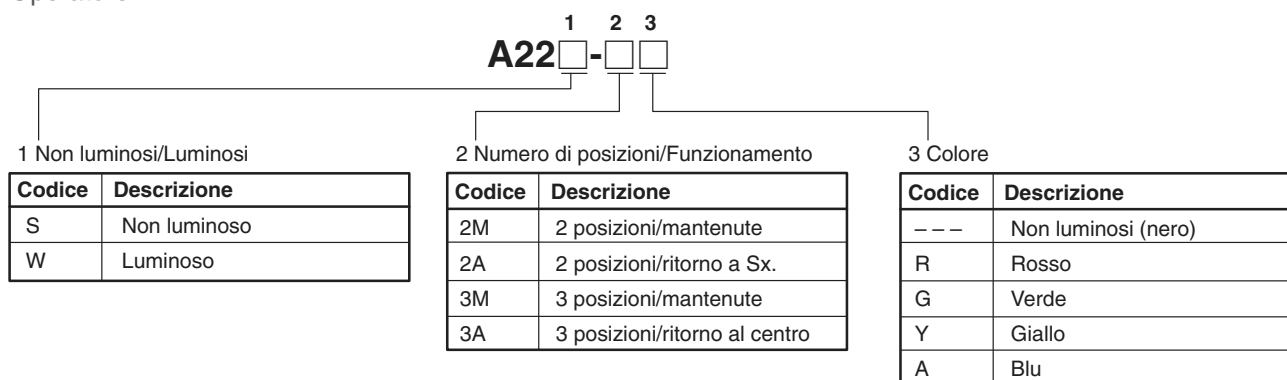 1 2 3
A22□-□□
1 Non luminosi/Luminosi
Codice Descrizione
S Non luminoso
W Luminoso
2 Numero di posizioni/Funzionamento
Codice Descrizione
2M 2 posizioni/mantenute
2A 2 posizioni/ritorno a Sx.
3M 3 posizioni/mantenute
3A 3 posizioni/ritorno al centro
3 Colore
Codice Descrizione
– – – Non luminosi (nero)
R Rosso
G Verde
Y Giallo
A Blu